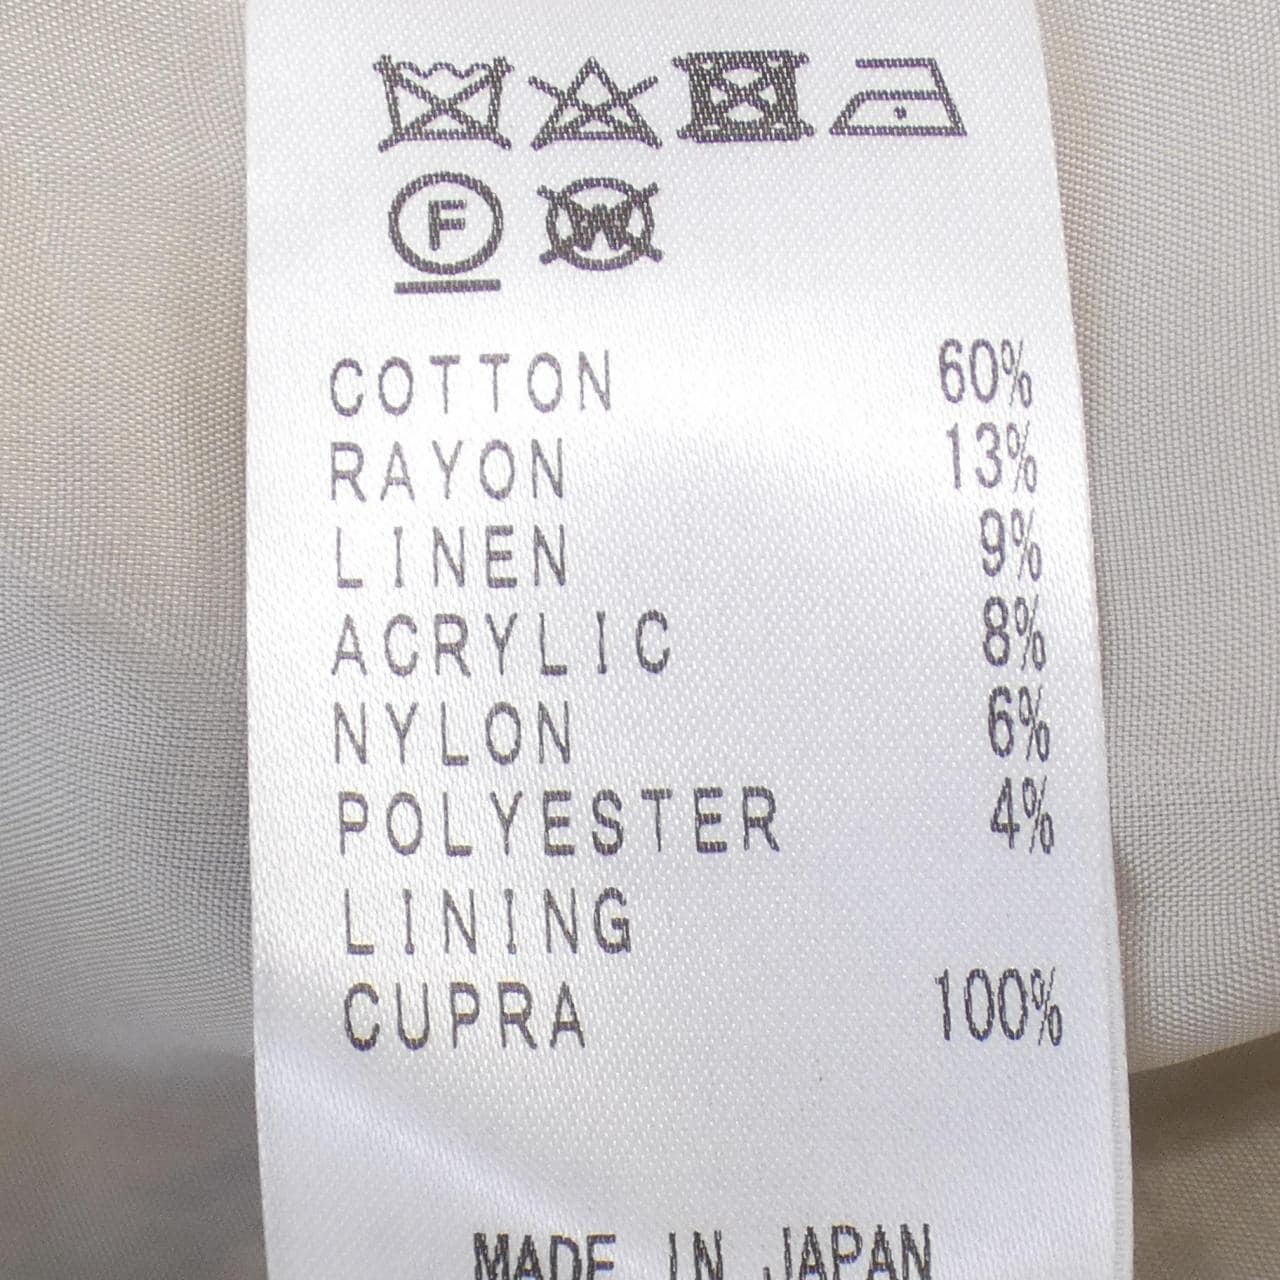 F W
COTTON 60%
RAYON 13%
LINEN 9%
ACRYLIC 8%
NYLON 6%
POLYESTER 4%
LINING
CUPRA 100%
MADE IN JAPAN